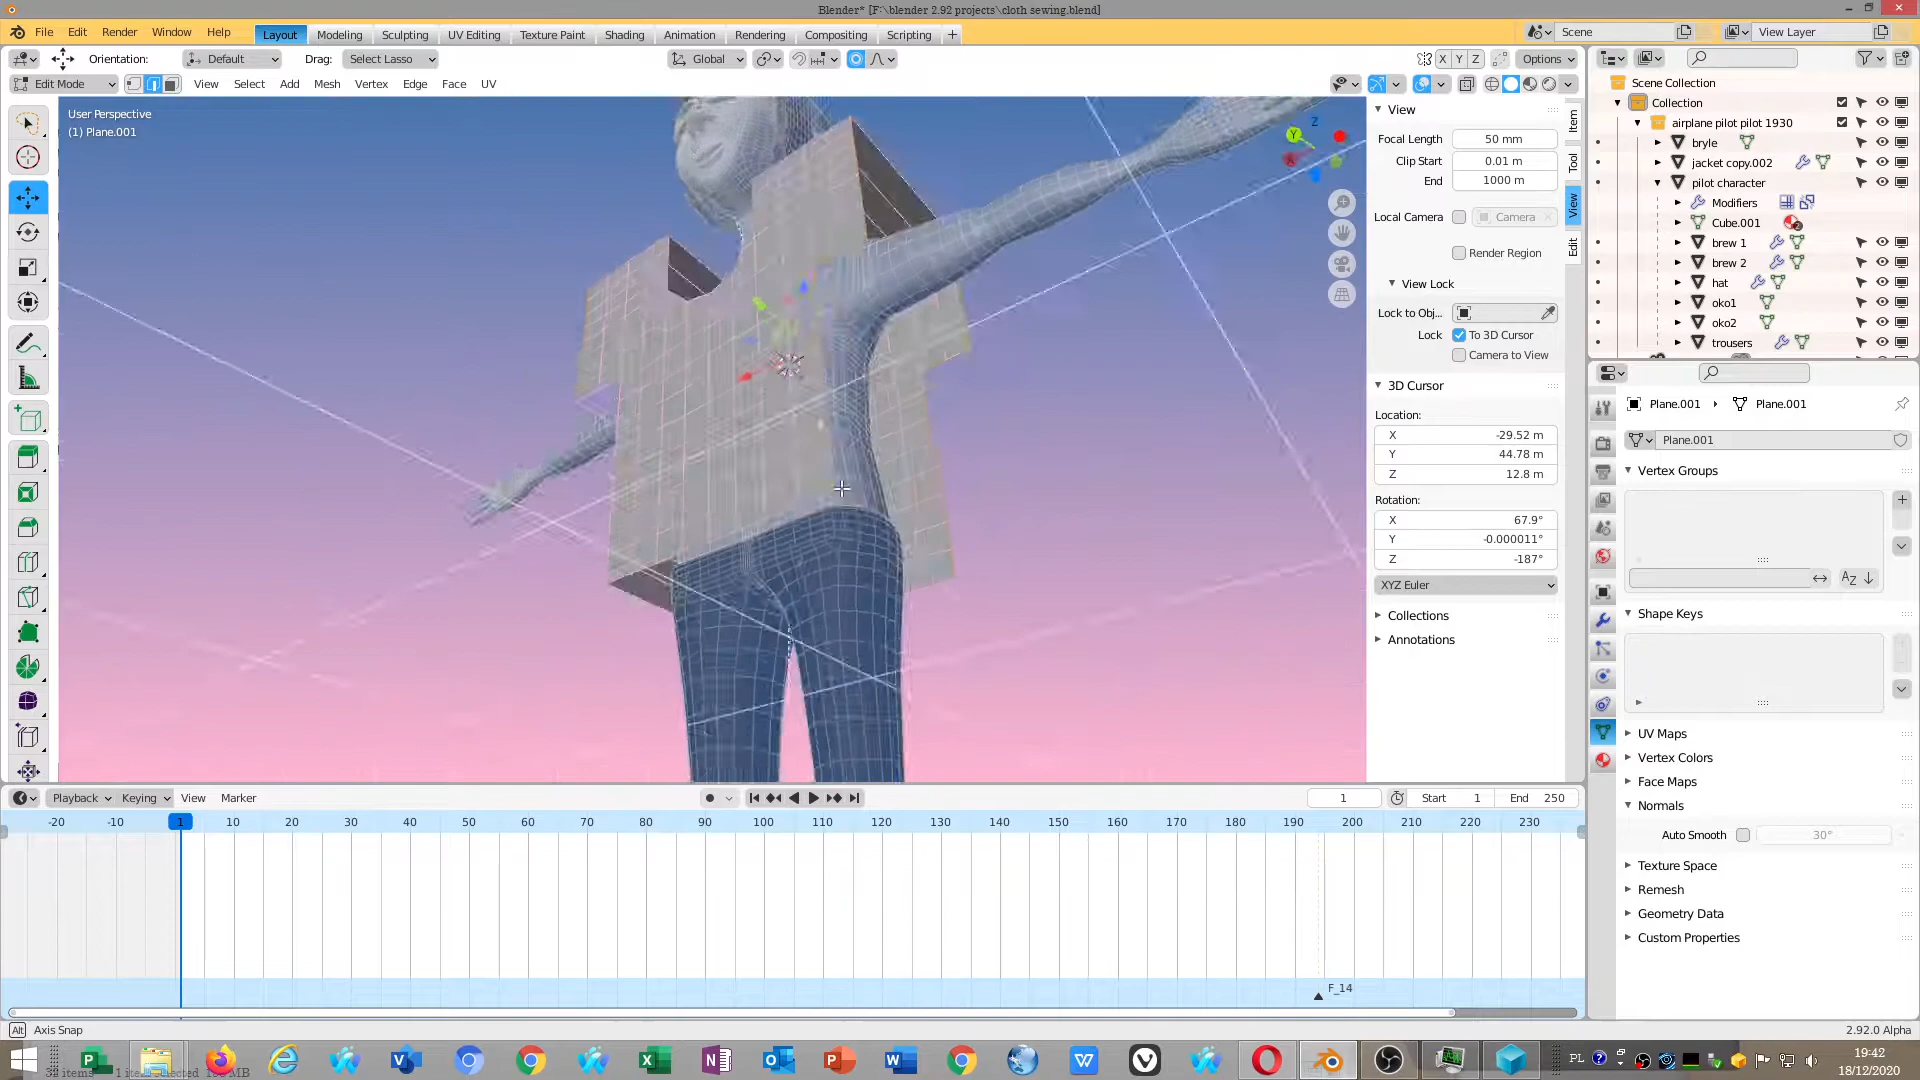 Blender* [F:\blender 2.92 projects\cloth sewing.blend]
File Edit Render Window Help Layout Modeling Sculpting UV Editing Texture Paint Shading Animation Rendering Compositing Scripting + Scene View Layer
Orientation: Default Drag: Select Lasso Global X Y Z Options
Edit Mode View Select Add Mesh Vertex Edge Face UV
User Perspective
(1) Plane.001
Z
Y
View
Focal Length 50 mm
Clip Start 0.01 m
End 1000 m
Local Camera Camera
Render Region
View Lock
Lock to Obj...
Lock To 3D Cursor
Camera to View
3D Cursor
Location:
X -29.52 m
Y 44.78 m
Z 12.8 m
Rotation:
X 67.9°
Y -0.000011°
Z -187°
XYZ Euler
Collections
Annotations
Item
Tool
View
Edit
Scene Collection
Collection
airplane pilot pilot 1930
bryle
jacket copy.002
pilot character
Modifiers
Cube.001
brew 1
brew 2
hat
oko1
oko2
trousers
Plane.001 Plane.001
Plane.001
Vertex Groups
Shape Keys
UV Maps
Vertex Colors
Face Maps
Normals
Auto Smooth 30°
Texture Space
Remesh
Geometry Data
Custom Properties
Playback Keying View Marker 1 Start 1 End 250
-20 -10 1 10 20 30 40 50 60 70 80 90 100 110 120 130 140 150 160 170 180 190 200 210 220 230
F_14
Alt Axis Snap 2.92.0 Alpha
PL 19:42
18/12/2020